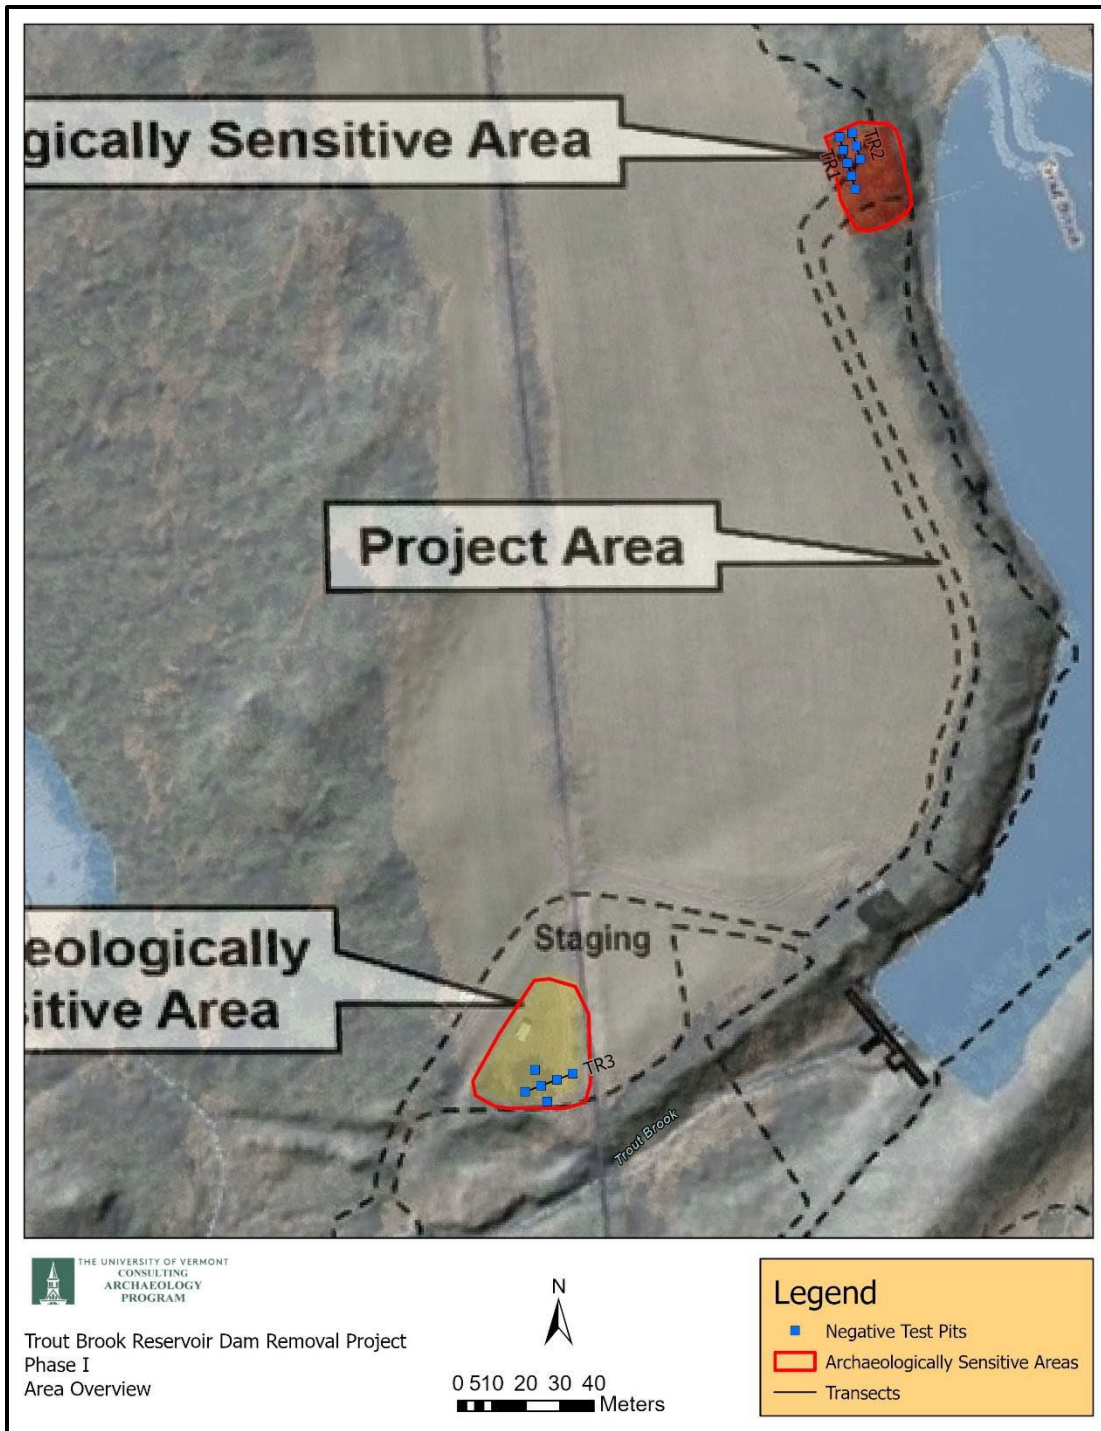 gically Sensitive Area
TR2
TR1
Trout Brook
Project Area
Staging
eologically
sitive Area
TR3
Trout Brook
THE UNIVERSITY OF VERMONT
CONSULTING
ARCHAEOLOGY
PROGRAM
Trout Brook Reservoir Dam Removal Project
Phase I
Area Overview
N
0 5 10 20 30 40
Meters
Legend
Negative Test Pits
Archaeologically Sensitive Areas
Transects